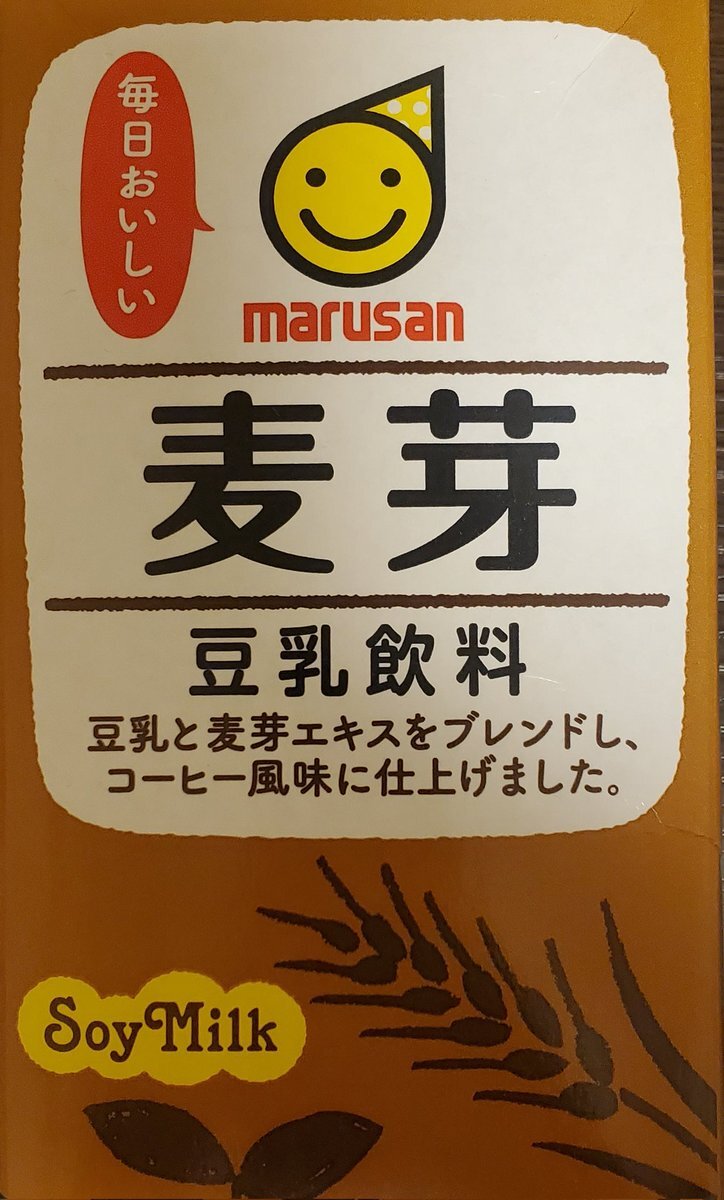 毎日おいしい
marusan
麦芽
豆乳飲料
豆乳と麦芽エキスをブレンドし、
コーヒー風味に仕上げました。
Soy Milk